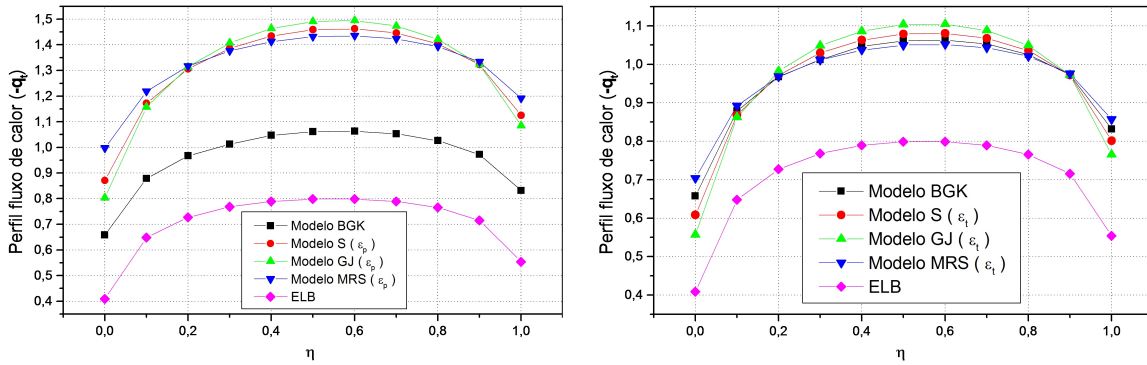 Perfil fluxo de calor (-qt)
1,5
1,4
1,3
1,2
1,1
1,0
0,9
0,8
0,7
0,6
0,5
0,4
Modelo BGK
Modelo S ( εp)
Modelo GJ ( εp)
Modelo MRS ( εp)
ELB
0,0 0,2 0,4 0,6 0,8 1,0
η
Perfil fluxo de calor (-qt)
1,1
1,0
0,9
0,8
0,7
0,6
0,5
0,4
Modelo BGK
Modelo S ( εt)
Modelo GJ ( εt)
Modelo MRS ( εt)
ELB
0,0 0,2 0,4 0,6 0,8 1,0
η